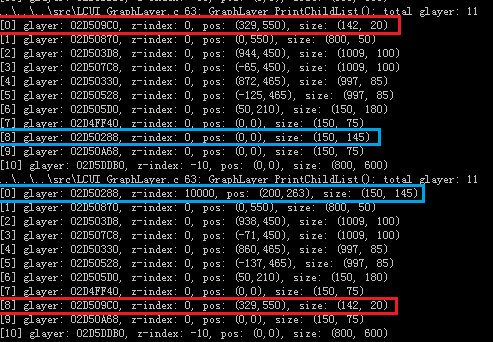 ..\..\..\src\LCUI_GraphLayer.c 63: GraphLayer_PrintChildList(): total glayer: 11
[0] glayer: 02D509C0, z-index: 0, pos: (329,550), size: (142, 20)
[1] glayer: 02D50870, z-index: 0, pos: (0,550), size: (800, 50)
[2] glayer: 02D503D8, z-index: 0, pos: (944,450), size: (1009, 100)
[3] glayer: 02D507C8, z-index: 0, pos: (-65,450), size: (1009, 100)
[4] glayer: 02D50330, z-index: 0, pos: (872,465), size: (997, 85)
[5] glayer: 02D50528, z-index: 0, pos: (-125,465), size: (997, 85)
[6] glayer: 02D50180, z-index: 0, pos: (50,210), size: (150, 180)
[7] glayer: 02D4FF40, z-index: 0, pos: (0,0), size: (150, 75)
[8] glayer: 02D50288, z-index: 0, pos: (0,0), size: (150, 145)
[9] glayer: 02D50A68, z-index: 0, pos: (0,0), size: (150, 75)
[10] glayer: 02D5DDB0, z-index: -10, pos: (0,0), size: (800, 600)
..\..\..\src\LCUI_GraphLayer.c 63: GraphLayer_PrintChildList(): total glayer: 11
[0] glayer: 02D50288, z-index: 10000, pos: (200,263), size: (150, 145)
[1] glayer: 02D50870, z-index: 0, pos: (0,550), size: (800, 50)
[2] glayer: 02D503D8, z-index: 0, pos: (938,450), size: (1009, 100)
[3] glayer: 02D507C8, z-index: 0, pos: (-71,450), size: (1009, 100)
[4] glayer: 02D50330, z-index: 0, pos: (860,465), size: (997, 85)
[5] glayer: 02D50528, z-index: 0, pos: (-137,465), size: (997, 85)
[6] glayer: 02D50180, z-index: 0, pos: (50,210), size: (150, 180)
[7] glayer: 02D4FF40, z-index: 0, pos: (0,0), size: (150, 75)
[8] glayer: 02D509C0, z-index: 0, pos: (329,550), size: (142, 20)
[9] glayer: 02D50A68, z-index: 0, pos: (0,0), size: (150, 75)
[10] glayer: 02D5DDB0, z-index: -10, pos: (0,0), size: (800, 600)